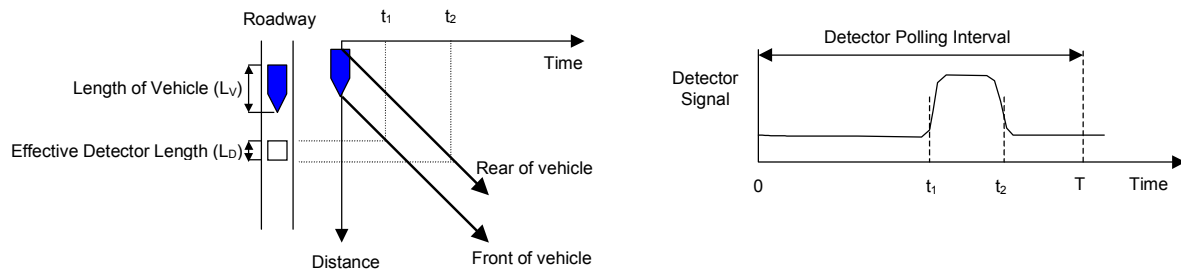 Roadway
t1
t2
Time
Length of Vehicle (LV)
Effective Detector Length (LD)
Rear of vehicle
Front of vehicle
Distance
Detector Polling Interval
Detector
Signal
0
t1
t2
T
Time